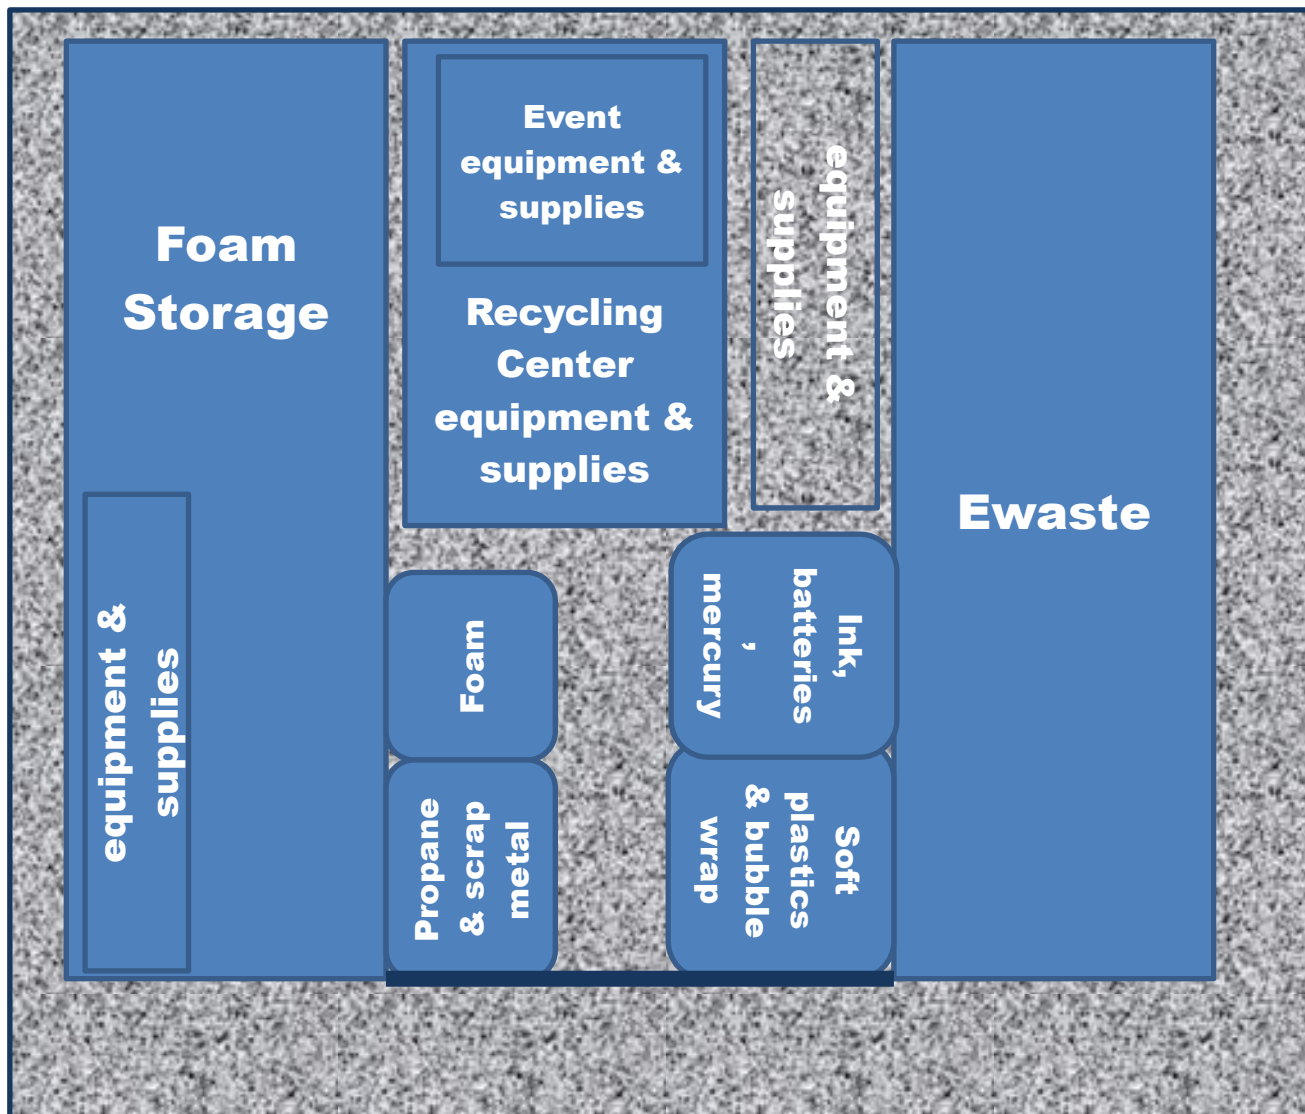 Foam
Storage
Event
equipment &
supplies
Recycling
Center
equipment &
supplies
equipment &
supplies
Ewaste
equipment &
supplies
Foam
Ink,
batteries
,
mercury
Propane
& scrap
metal
Soft
plastics
& bubble
wrap